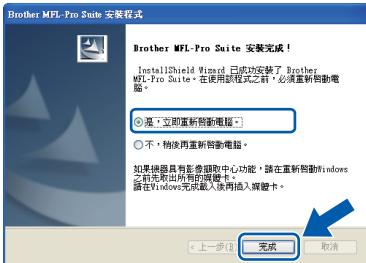 Brother MFL-Pro Suite 安裝程式
Brother MFL-Pro Suite 安裝完成！
InstallShield Wizard 已成功安裝了 Brother
MFL-Pro Suite。在使用該程式之前，必須重新啟動電
腦。
是，立即重新啟動電腦。
不，稍後再重新啟動電腦。
如果機器具有影像擷取中心功能，請在重新啟動Windows
之前先取出所有的媒體卡。
請在Windows完成載入後再插入媒體卡。
< 上一步(B)
完成
取消